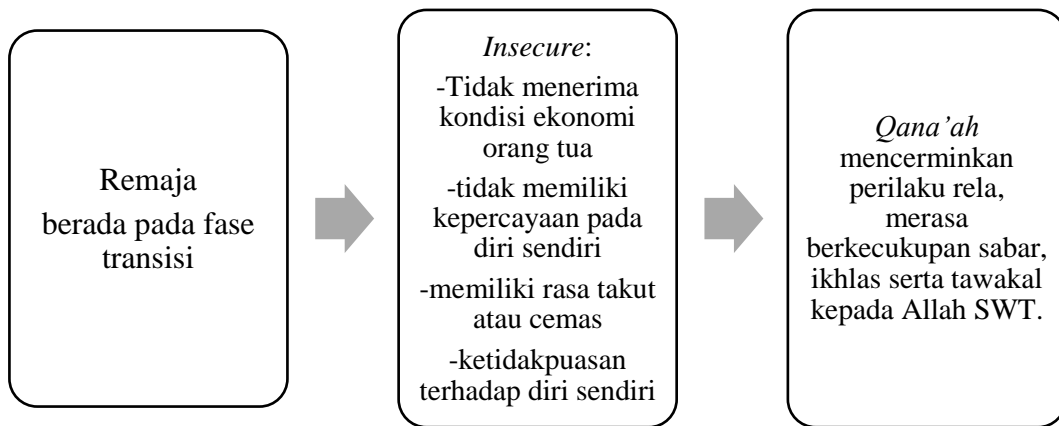 Remaja
berada pada fase
transisi
Insecure:
-Tidak menerima
kondisi ekonomi
orang tua
-tidak memiliki
kepercayaan pada
diri sendiri
-memiliki rasa takut
atau cemas
-ketidakpuasan
terhadap diri sendiri
Qana’ah
mencerminkan
perilaku rela,
merasa
berkecukupan sabar,
ikhlas serta tawakal
kepada Allah SWT.